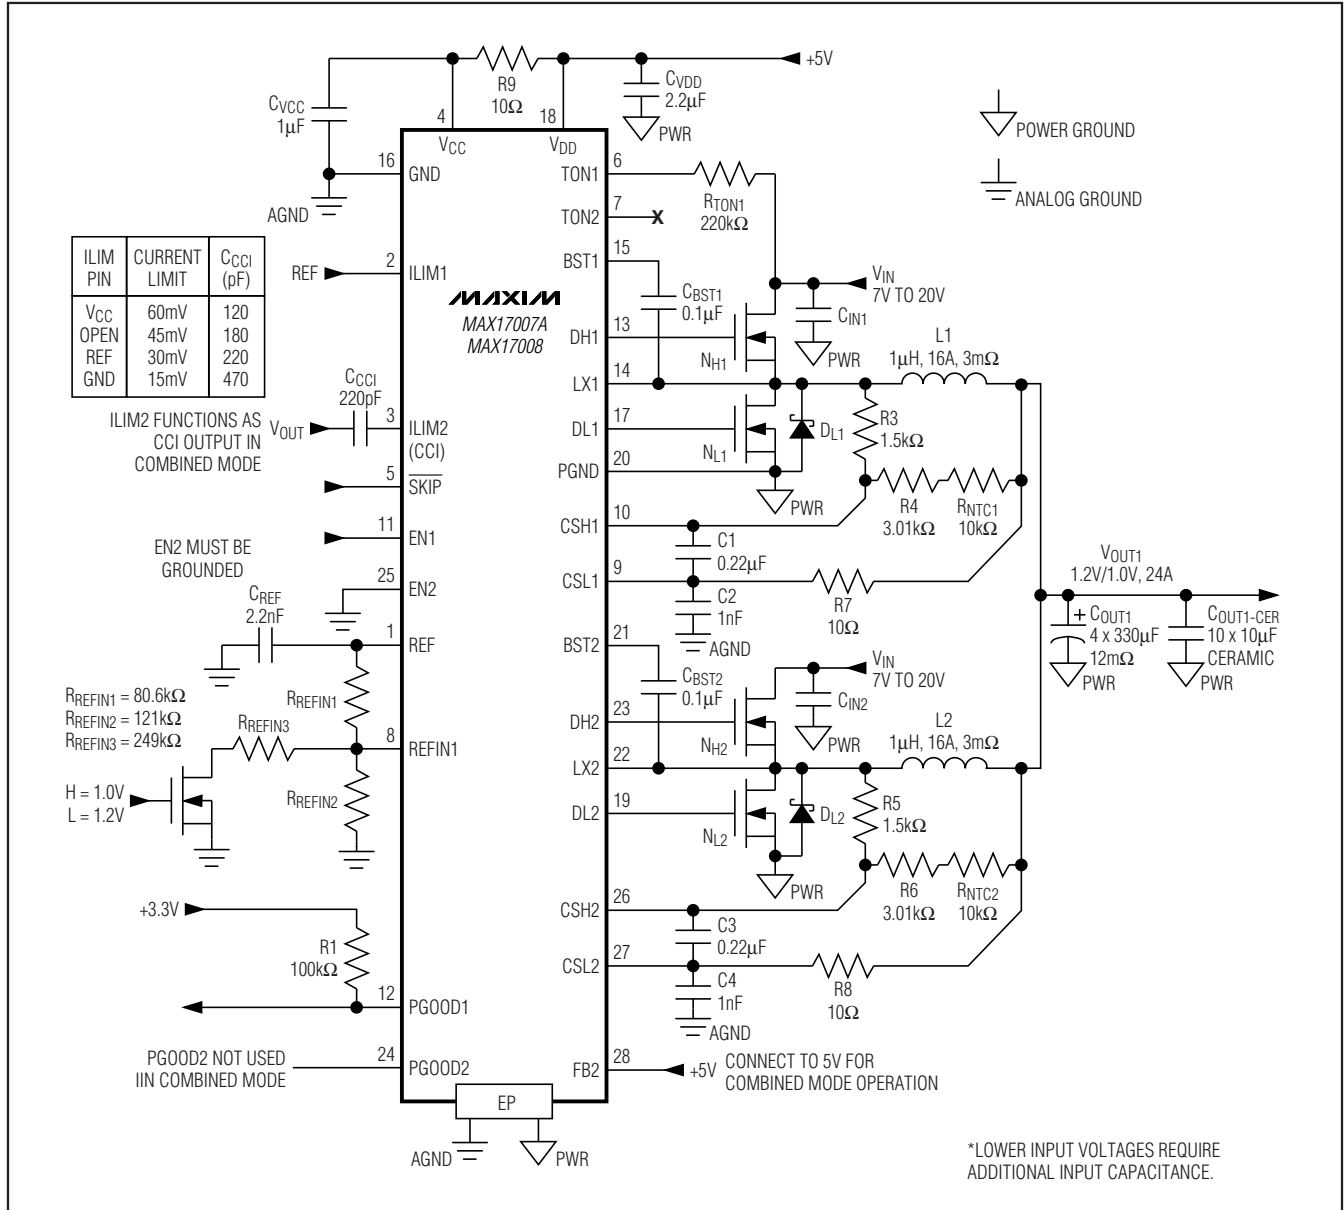 +5V
R9
10Ω
CVDD
2.2µF
PWR
CVCC
1µF
4
18
VCC
VDD
POWER GROUND
ANALOG GROUND
16
GND
AGND
TON1
6
RTON1
220kΩ
TON2
7
X
ILIM PIN CURRENT LIMIT CCCI (pF)
VCC 60mV 120
OPEN 45mV 180
REF 30mV 220
GND 15mV 470
REF
2
ILIM1
BST1
15
CBST1
0.1µF
VIN
7V TO 20V
CIN1
PWR
MAXIM
MAX17007A
MAX17008
DH1
13
NH1
L1
1µH, 16A, 3mΩ
LX1
14
CCCI
220pF
ILIM2 FUNCTIONS AS
CCI OUTPUT IN
COMBINED MODE
VOUT
3
ILIM2
(CCI)
DL1
17
NL1
DL1
R3
1.5kΩ
PGND
20
PWR
R4
3.01kΩ
RNTC1
10kΩ
5
SKIP
CSH1
10
C1
0.22µF
11
EN1
EN2 MUST BE
GROUNDED
CSL1
9
R7
10Ω
C2
1nF
AGND
25
EN2
VOUT1
1.2V/1.0V, 24A
+
COUT1
4 x 330µF
12mΩ
PWR
COUT1-CER
10 x 10µF
CERAMIC
PWR
CREF
2.2nF
1
REF
BST2
21
CBST2
0.1µF
VIN
7V TO 20V
CIN2
PWR
RREFIN1 = 80.6kΩ
RREFIN2 = 121kΩ
RREFIN3 = 249kΩ
RREFIN1
RREFIN3
8
REFIN1
RREFIN2
H = 1.0V
L = 1.2V
DH2
23
NH2
L2
1µH, 16A, 3mΩ
LX2
22
DL2
19
NL2
DL2
R5
1.5kΩ
PWR
R6
3.01kΩ
RNTC2
10kΩ
+3.3V
R1
100kΩ
CSH2
26
C3
0.22µF
CSL2
27
R8
10Ω
C4
1nF
AGND
12
PGOOD1
PGOOD2 NOT USED
IIN COMBINED MODE
24
PGOOD2
FB2
28
+5V
CONNECT TO 5V FOR
COMBINED MODE OPERATION
EP
AGND
PWR
*LOWER INPUT VOLTAGES REQUIRE
ADDITIONAL INPUT CAPACITANCE.